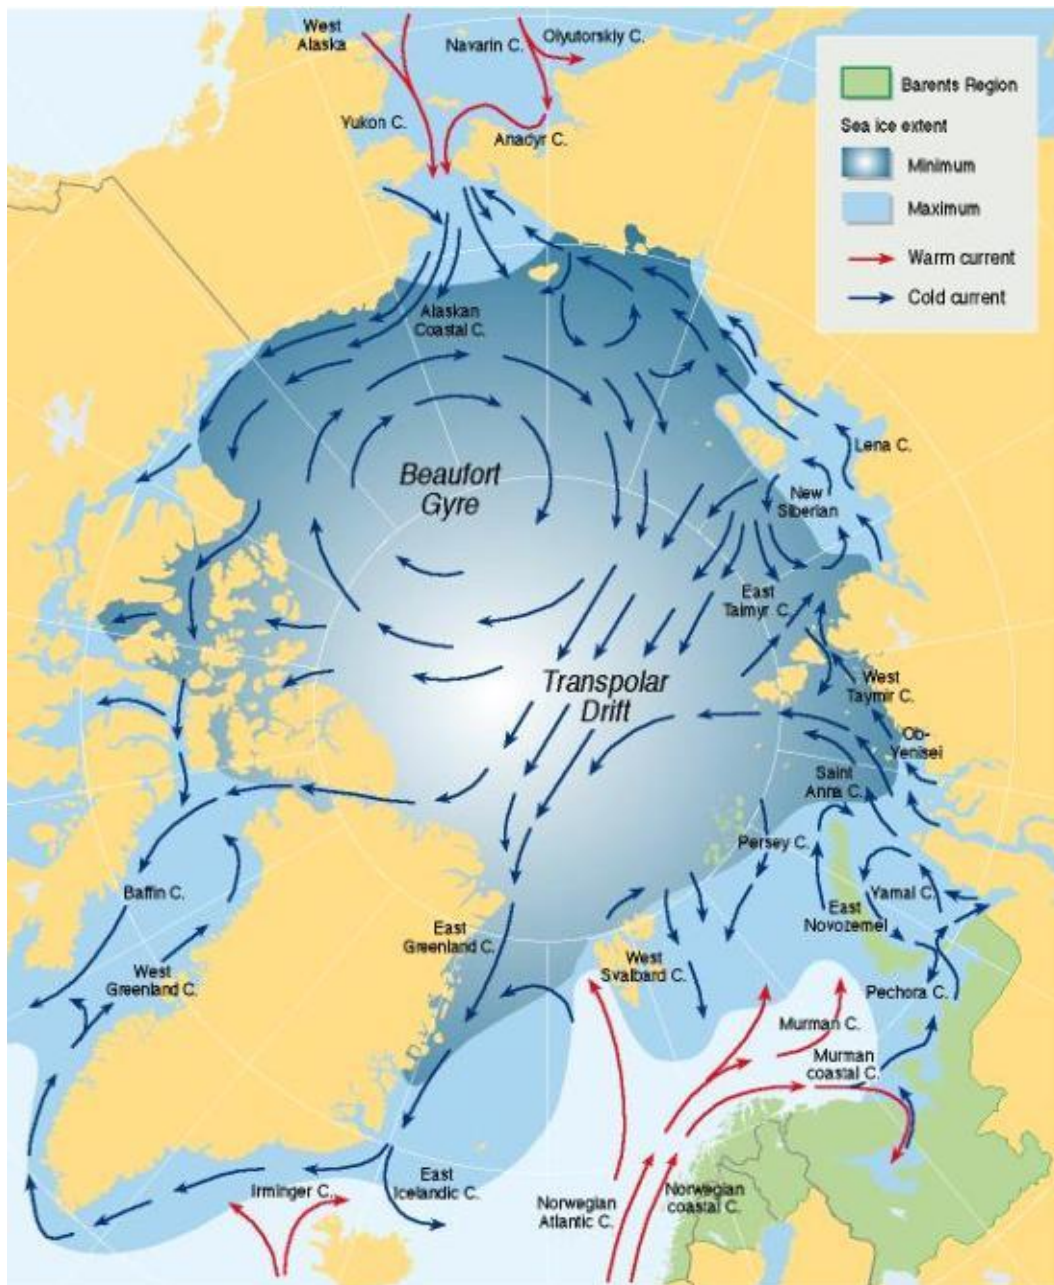 West
Alaska
Navarin C.
Olyutorskiy C.
Yukon C.
Anadyr C.
Barents Region
Sea ice extent
Minimum
Maximum
Warm current
Cold current
Alaskan
Coastal C.
Beaufort
Gyre
Lena C.
New
Siberian
East
Taimyr C.
Transpolar
Drift
West
Taymir C.
Ob-
Yenisei
Saint
Anna C.
Persey C.
Baffin C.
Yamal C.
East
Novozemel
East
Greenland C.
West
Greenland C.
West
Svalbard C.
Pechora C.
Murman C.
Murman
coastal C.
Irminger C.
East
Icelandic C.
Norwegian
Atlantic C.
Norwegian
coastal C.